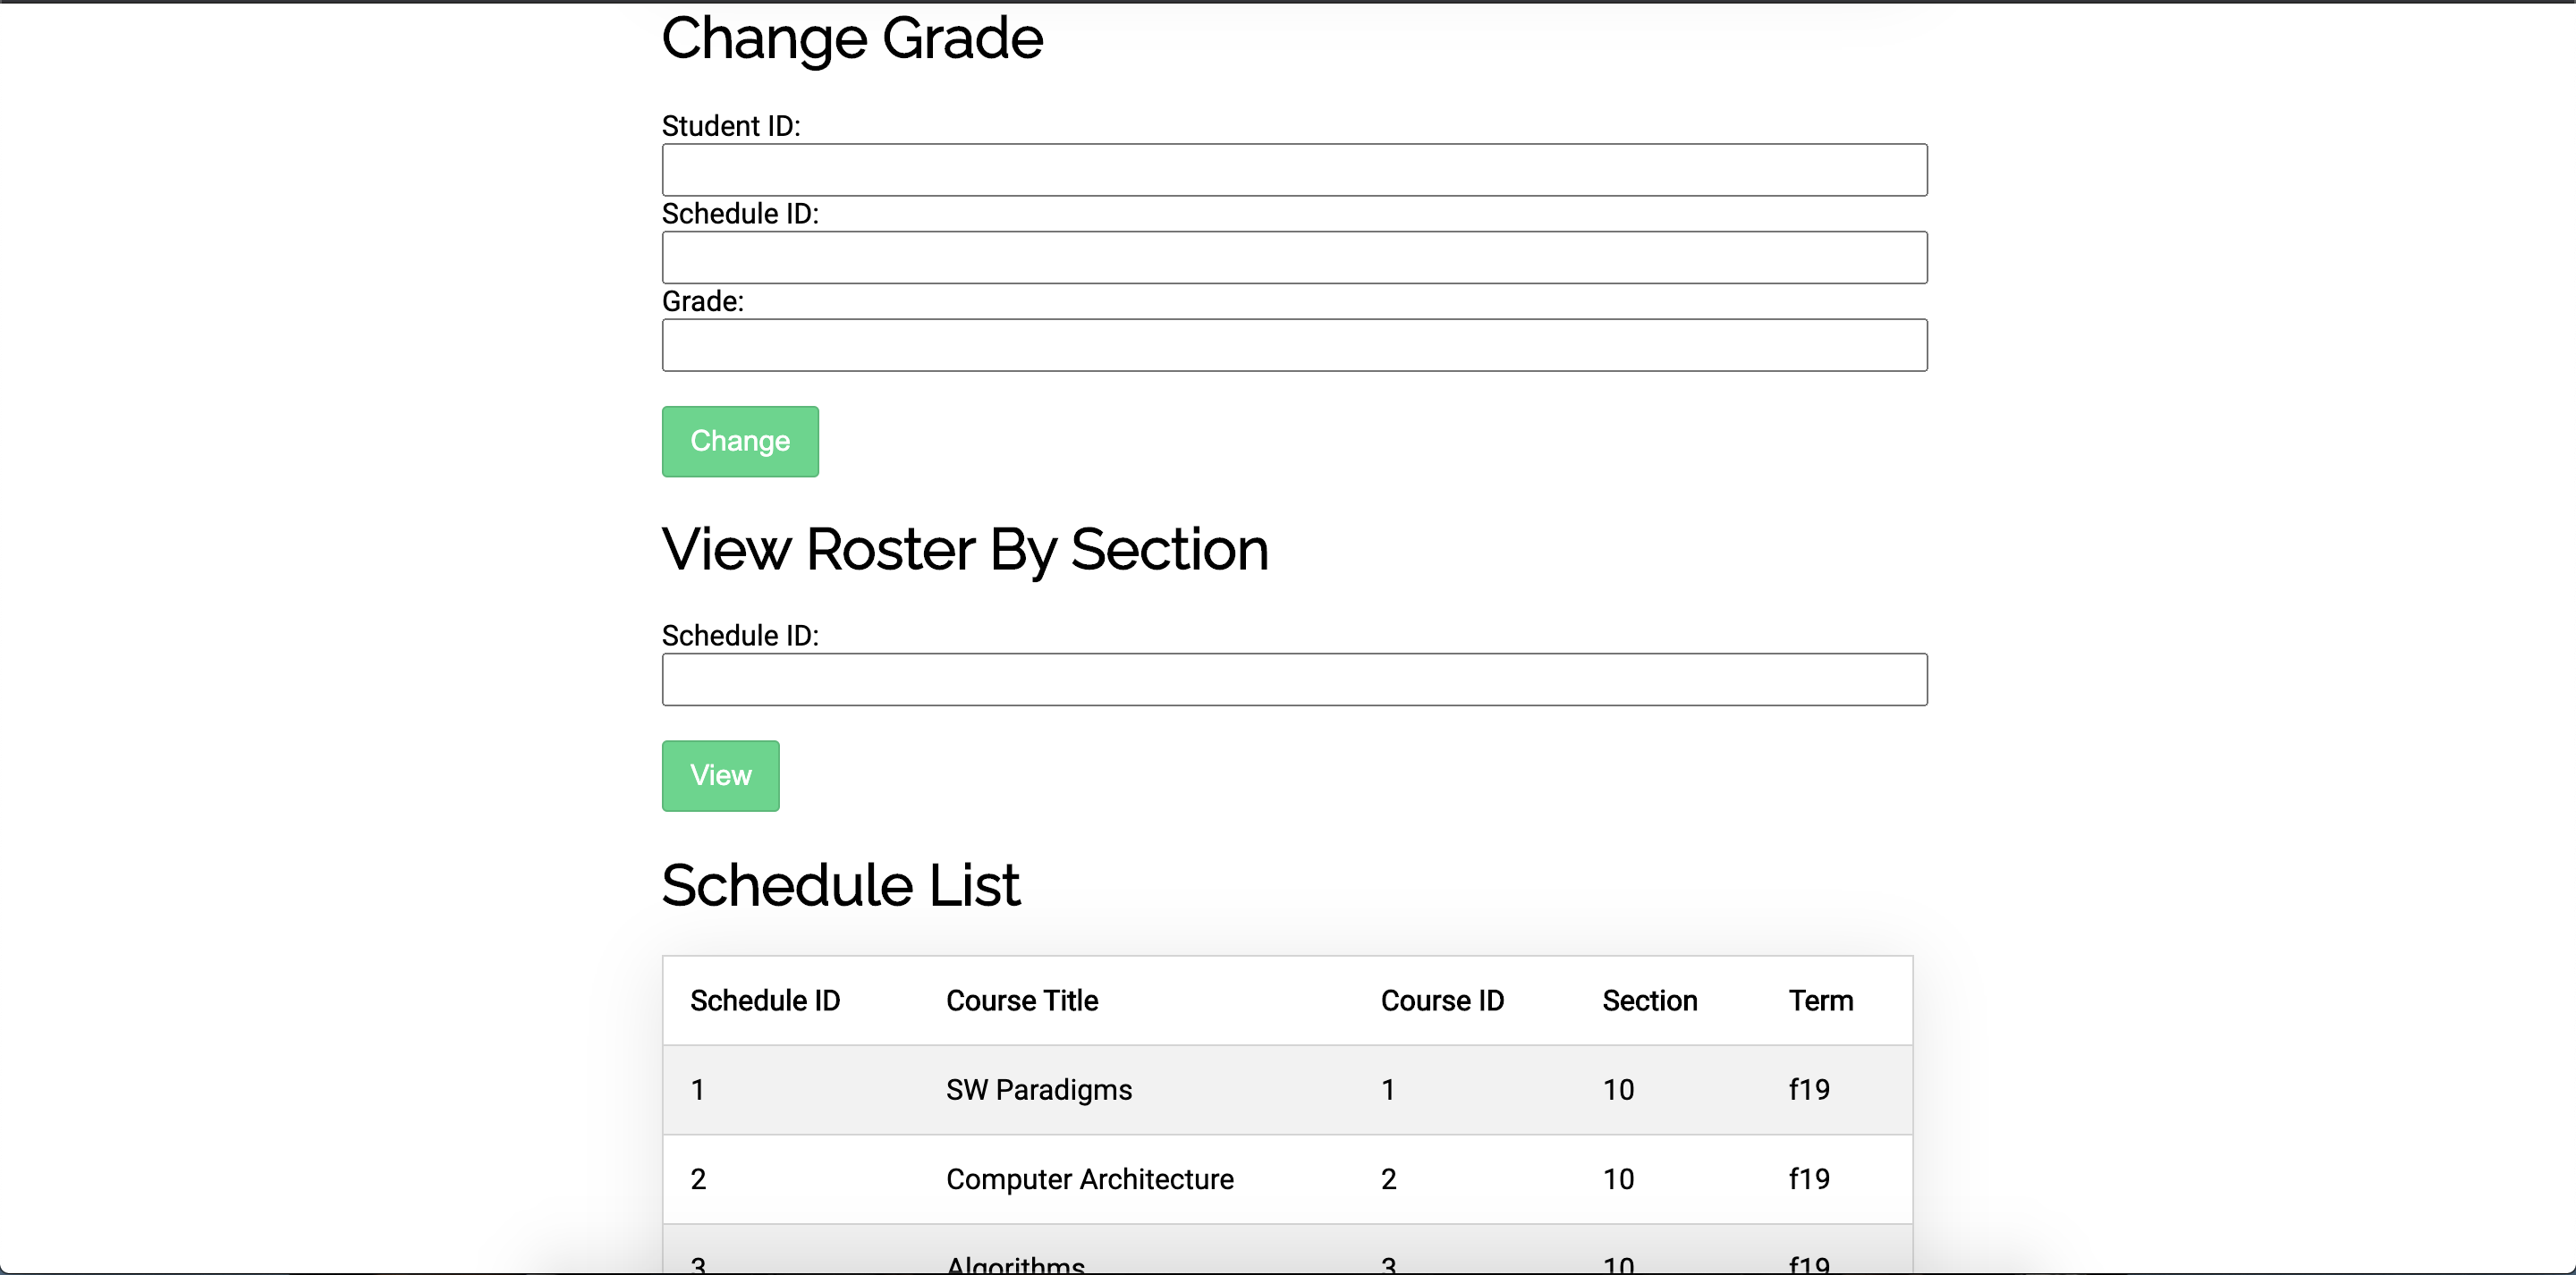 Change Grade
Student ID:
Schedule ID:
Grade:
Change
View Roster By Section
Schedule ID:
View
Schedule List
Schedule ID Course Title Course ID Section Term
1 SW Paradigms 1 10 f19
2 Computer Architecture 2 10 f19
3 Algorithms 3 10 f19